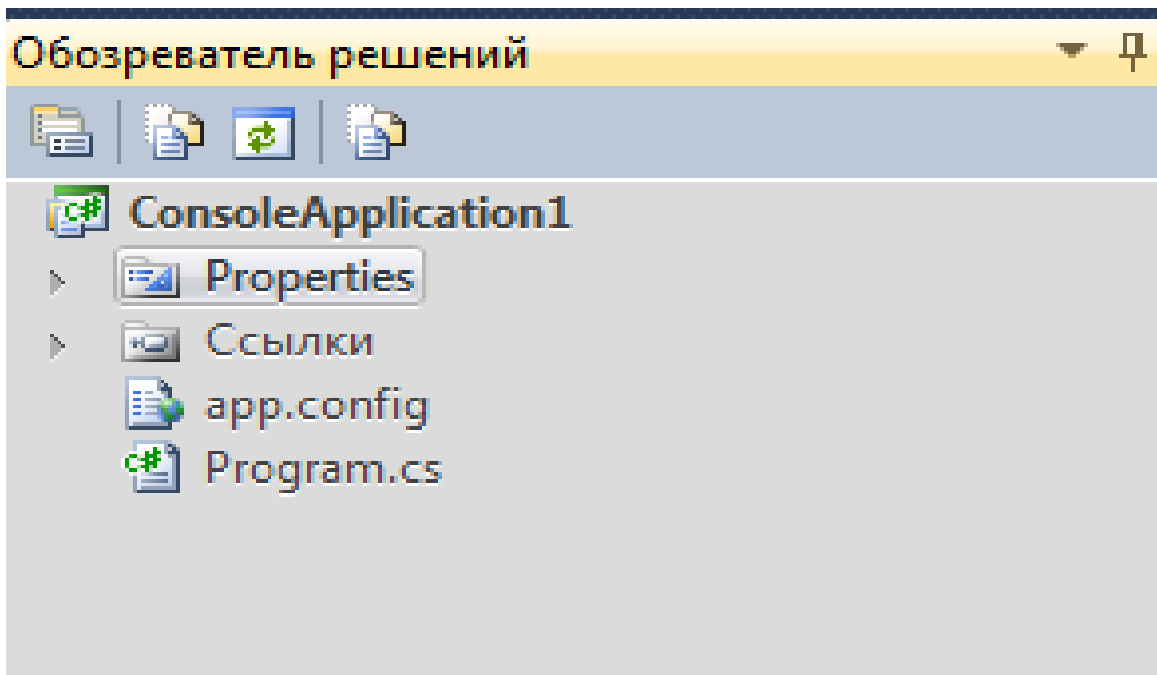 Обозреватель решений
C# ConsoleApplication1
Properties
Ссылки
app.config
C# Program.cs